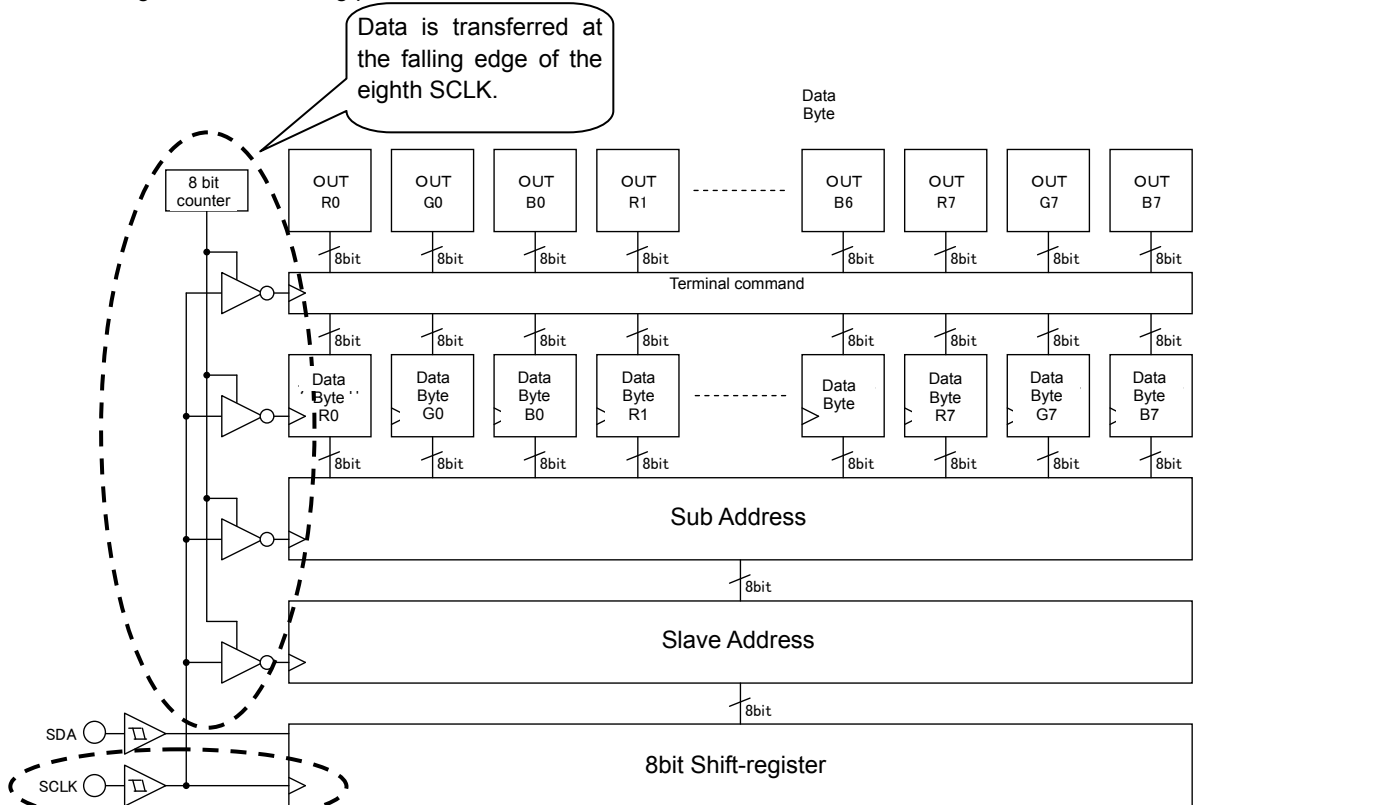 Data is transferred at
the falling edge of the
eighth SCLK.
Data
Byte
8 bit
counter
OUT
R0
OUT
G0
OUT
B0
OUT
R1
OUT
B6
OUT
R7
OUT
G7
OUT
B7
8bit
8bit
8bit
8bit
8bit
8bit
8bit
8bit
Terminal command
8bit
8bit
8bit
8bit
8bit
8bit
8bit
8bit
Data
Byte
R0
Data
Byte
G0
Data
Byte
B0
Data
Byte
R1
Data
Byte
Data
Byte
R7
Data
Byte
G7
Data
Byte
B7
8bit
8bit
8bit
8bit
8bit
8bit
8bit
8bit
Sub Address
8bit
Slave Address
8bit
SDA
8bit Shift-register
SCLK